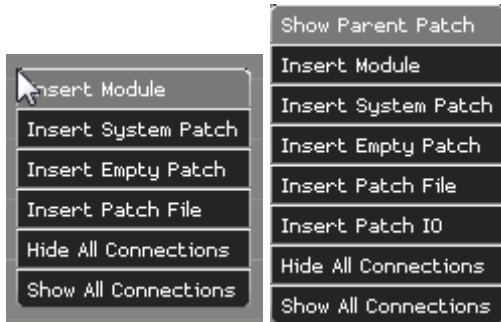 Insert Module
Insert System Patch
Insert Empty Patch
Insert Patch File
Hide All Connections
Show All Connections
Show Parent Patch
Insert Module
Insert System Patch
Insert Empty Patch
Insert Patch File
Insert Patch IO
Hide All Connections
Show All Connections